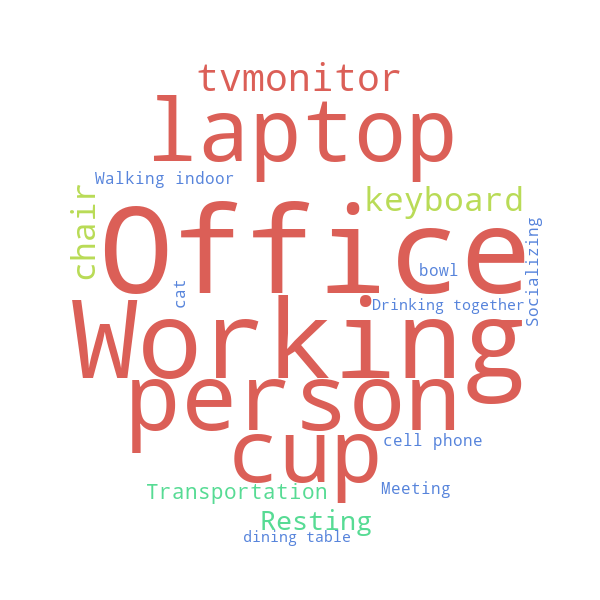 tvmonitor
laptop
Walking indoor
chair
keyboard
Office
Socializing
bowl
cat
Drinking together
Working
person
cup
cell phone
Transportation
Meeting
Resting
dining table